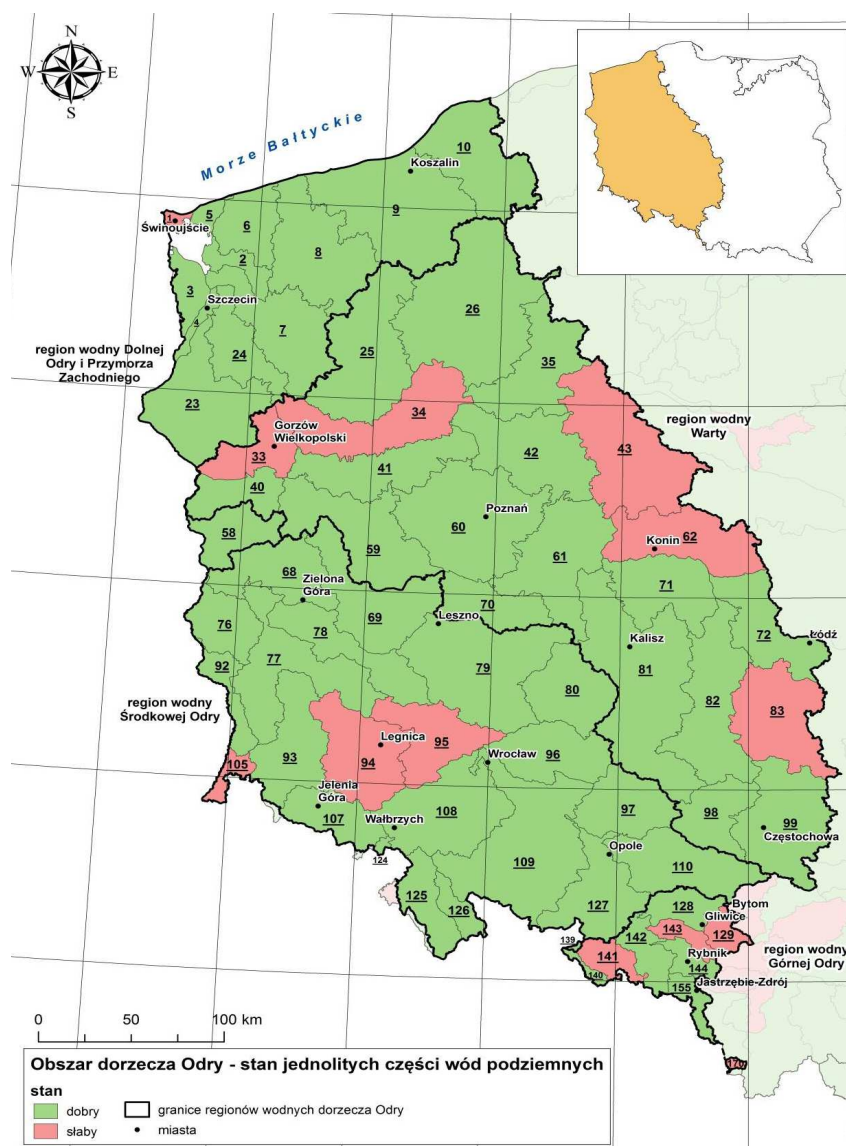 N
W E
S
Morze Bałtyckie
10
Koszalin
1
5
9
Świnoujście
6
8
2
3
Szczecin
26
4
7
region wodny Dolnej
Odry i Przymorza
Zachodniego
24
25
35
23
34
Gorzów
Wielkopolski
region wodny
Warty
33
43
42
41
40
Poznań
58
60
Konin
62
59
61
68
71
Zielona
Góra
70
69
Leszno
72
Łódź
76
78
Kalisz
77
79
81
92
80
82
83
region wodny
Środkowej Odry
Legnica
95
94
Wrocław
96
105
93
Jelenia
Góra
107
108
97
98
99
Wałbrzych
Częstochowa
Opole
124
109
110
125
126
127
128
Bytom
Gliwice
129
143
139
142
141
region wodny
Górnej Odry
Rybnik
144
140
Jastrzębie-Zdrój
155
0 50 100 km
Obszar dorzecza Odry - stan jednolitych części wód podziemnych
stan
dobry
granice regionów wodnych dorzecza Odry
słaby
miasta